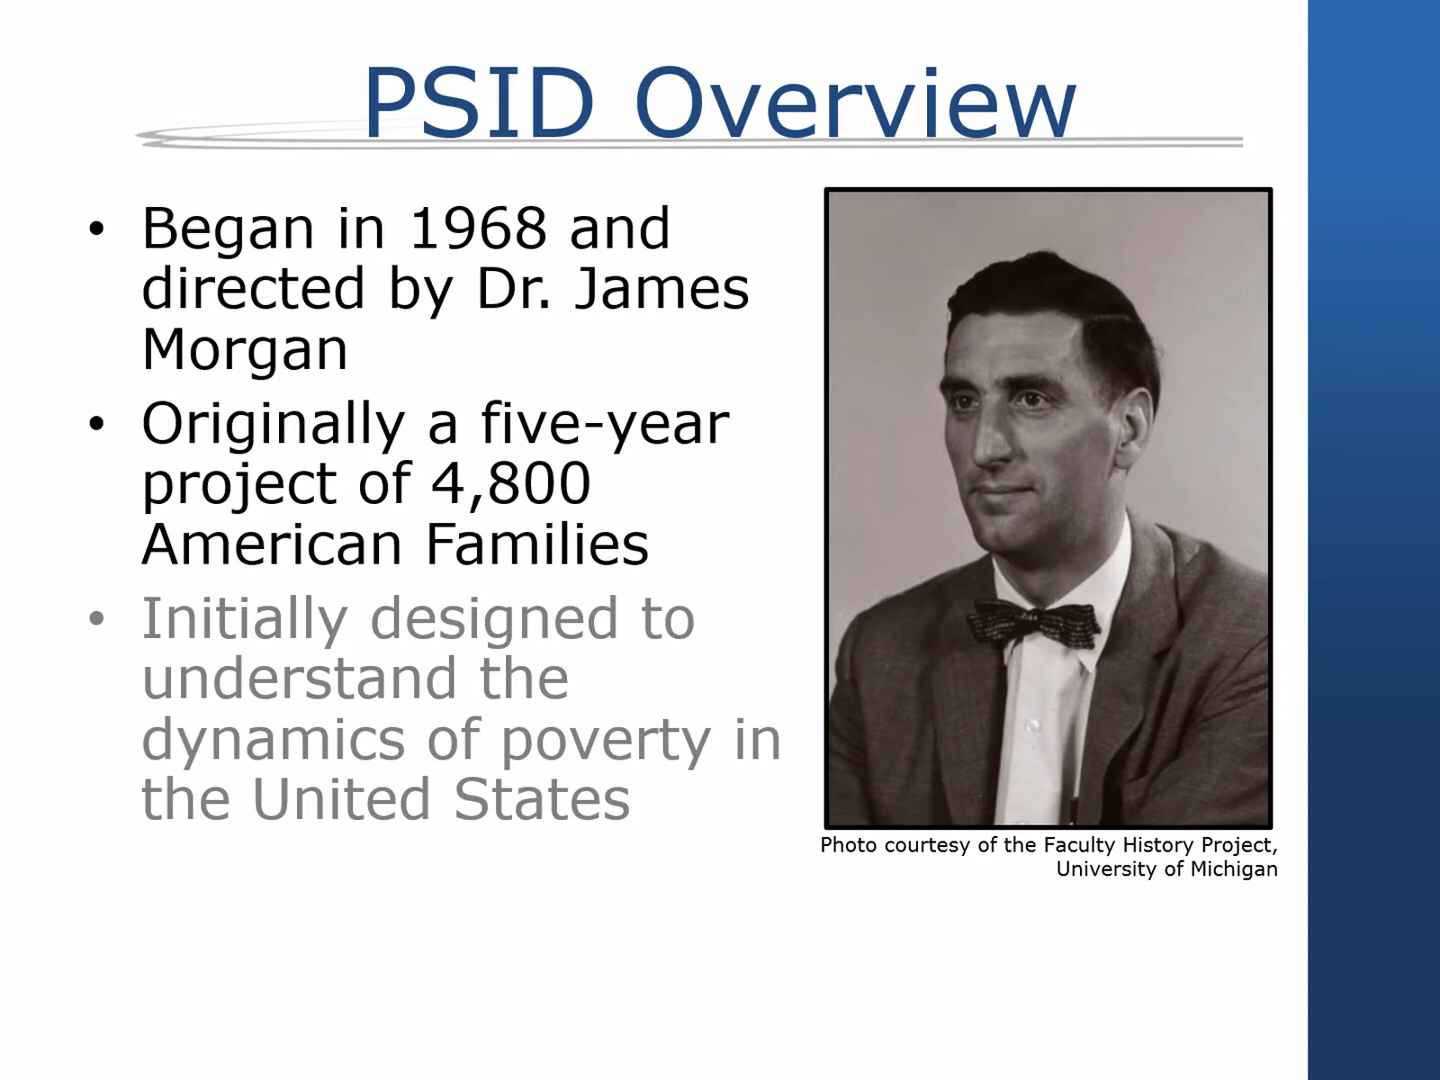 PSID Overview
• Began in 1968 and
directed by Dr. James
Morgan
• Originally a five-year
project of 4,800
American Families
• Initially designed to
understand the
dynamics of poverty in
the United States
Photo courtesy of the Faculty History Project,
University of Michigan